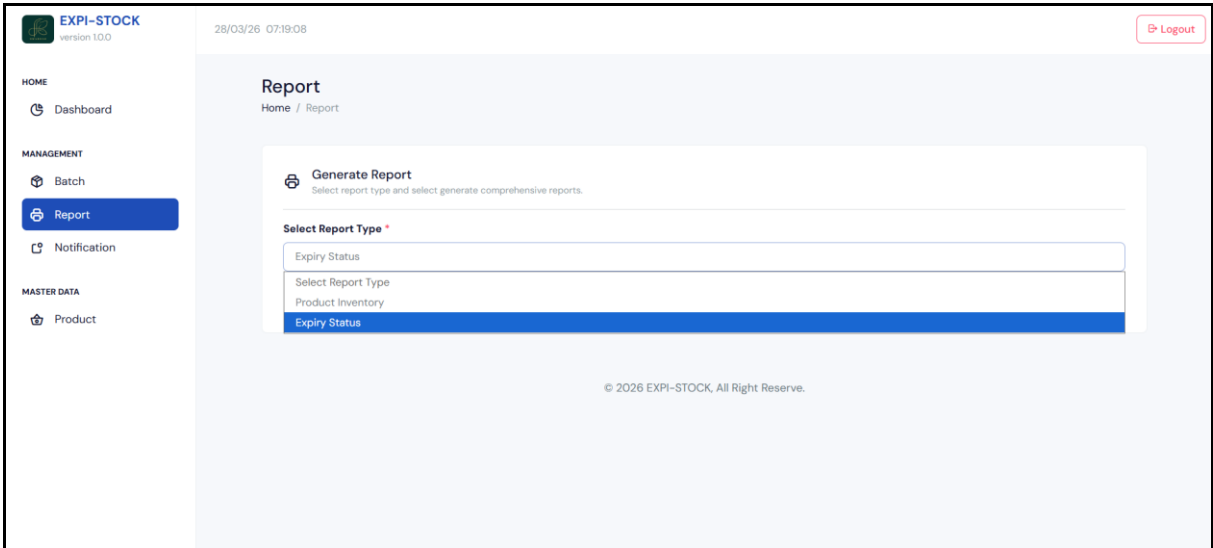 EXPI-STOCK
version 1.0.0
28/03/26 07:19:08
Logout
HOME
Dashboard
MANAGEMENT
Batch
Report
Notification
MASTER DATA
Product
Report
Home / Report
Generate Report
Select report type and select generate comprehensive reports.
Select Report Type *
Expiry Status
Select Report Type
Product Inventory
Expiry Status
© 2026 EXPI-STOCK, All Right Reserve.